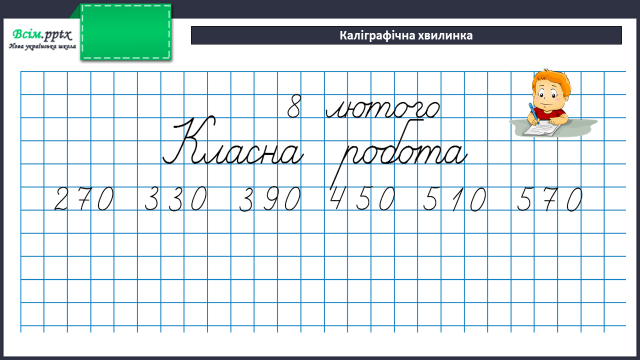 Всім.pptx
Нова українська школа
Каліграфічна хвилинка
8 лютого
Класна робота
270 330 390 450 510 570